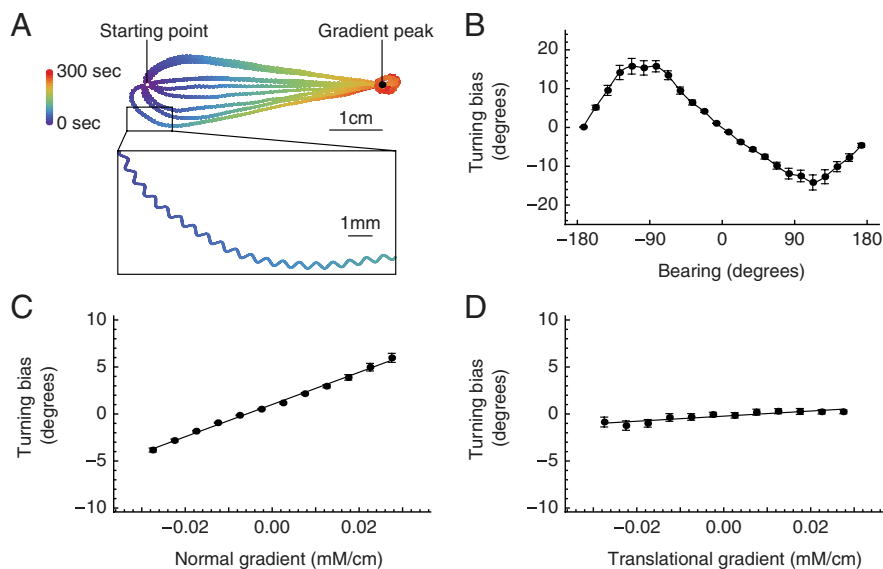 A
Starting point
Gradient peak
300 sec
0 sec
1cm
1mm
B
Turning bias
(degrees)
20
10
0
−10
−20
−180
−90
0
90
180
Bearing (degrees)
C
Turning bias
(degrees)
10
5
0
−5
−10
−0.02
0.00
0.02
Normal gradient (mM/cm)
D
Turning bias
(degrees)
10
5
0
−5
−10
−0.02
0.00
0.02
Translational gradient (mM/cm)